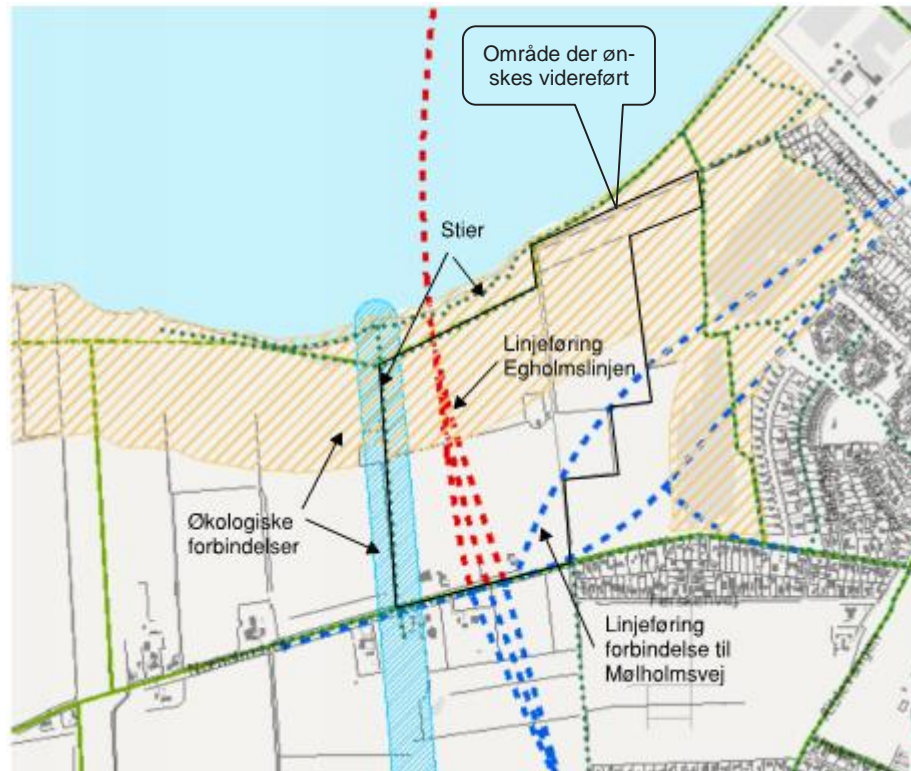 Område der øn-
skes videreført
Stier
Linjeføring
Egholmslinjen
Økologiske
forbindelser
Linjeføring
forbindelse til
Mølholmsvej